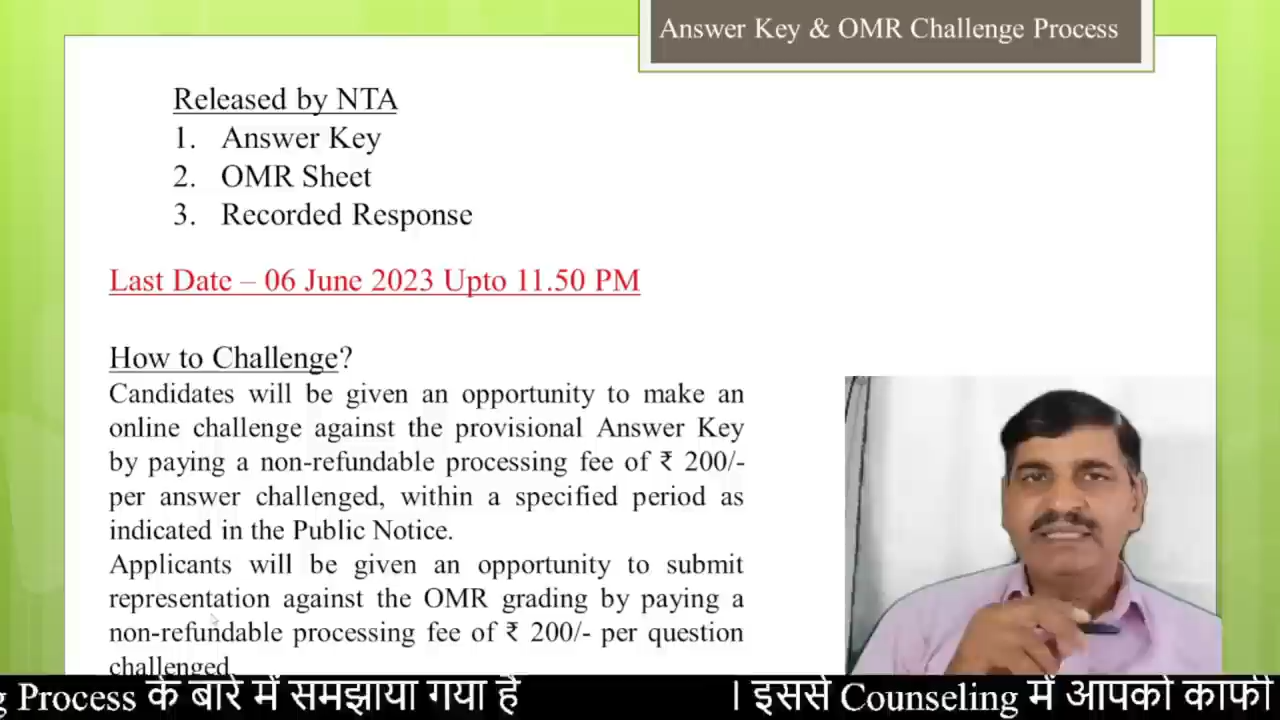 Answer Key & OMR Challenge Process
Released by NTA
1. Answer Key
2. OMR Sheet
3. Recorded Response
Last Date – 06 June 2023 Upto 11.50 PM
How to Challenge?
Candidates will be given an opportunity to make an
online challenge against the provisional Answer Key
by paying a non-refundable processing fee of ₹ 200/-
per answer challenged, within a specified period as
indicated in the Public Notice.
Applicants will be given an opportunity to submit
representation against the OMR grading by paying a
non-refundable processing fee of ₹ 200/- per question
challenged.
g Process के बारे में समझाया गया है । इससे Counseling में आपको काफी